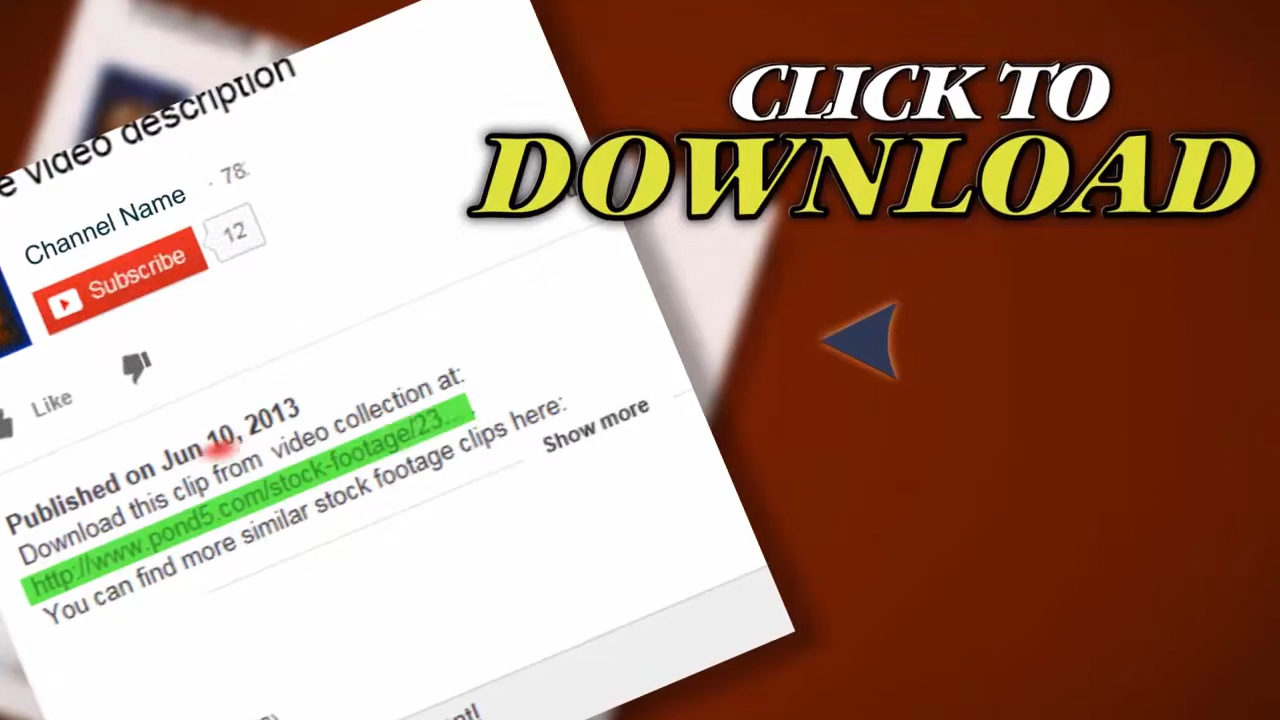 CLICK TO
DOWNLOAD
e video description
Channel Name
Subscribe
12
Like
Published on Jun 10, 2013
Download this clip from video collection at:
http://www.pond5.com/stock-footage/23...
You can find more similar stock footage clips here:
Show more